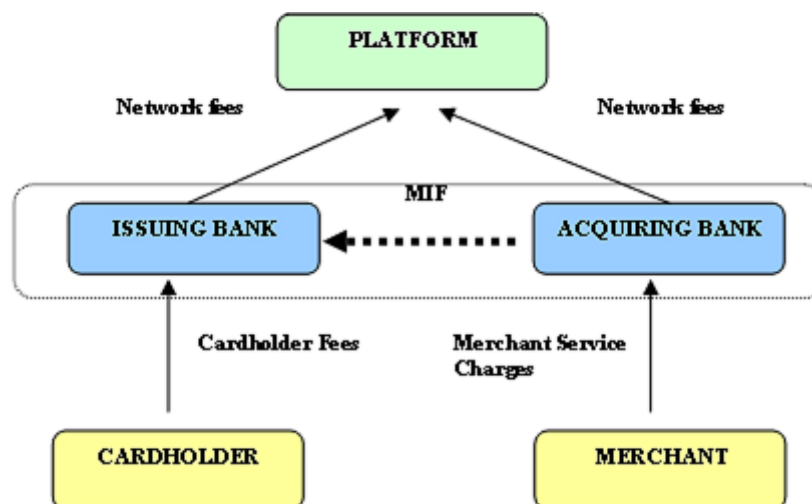 PLATFORM
Network fees
Network fees
MIF
ISSUING BANK
ACQUIRING BANK
Cardholder Fees
Merchant Service
Charges
CARDHOLDER
MERCHANT